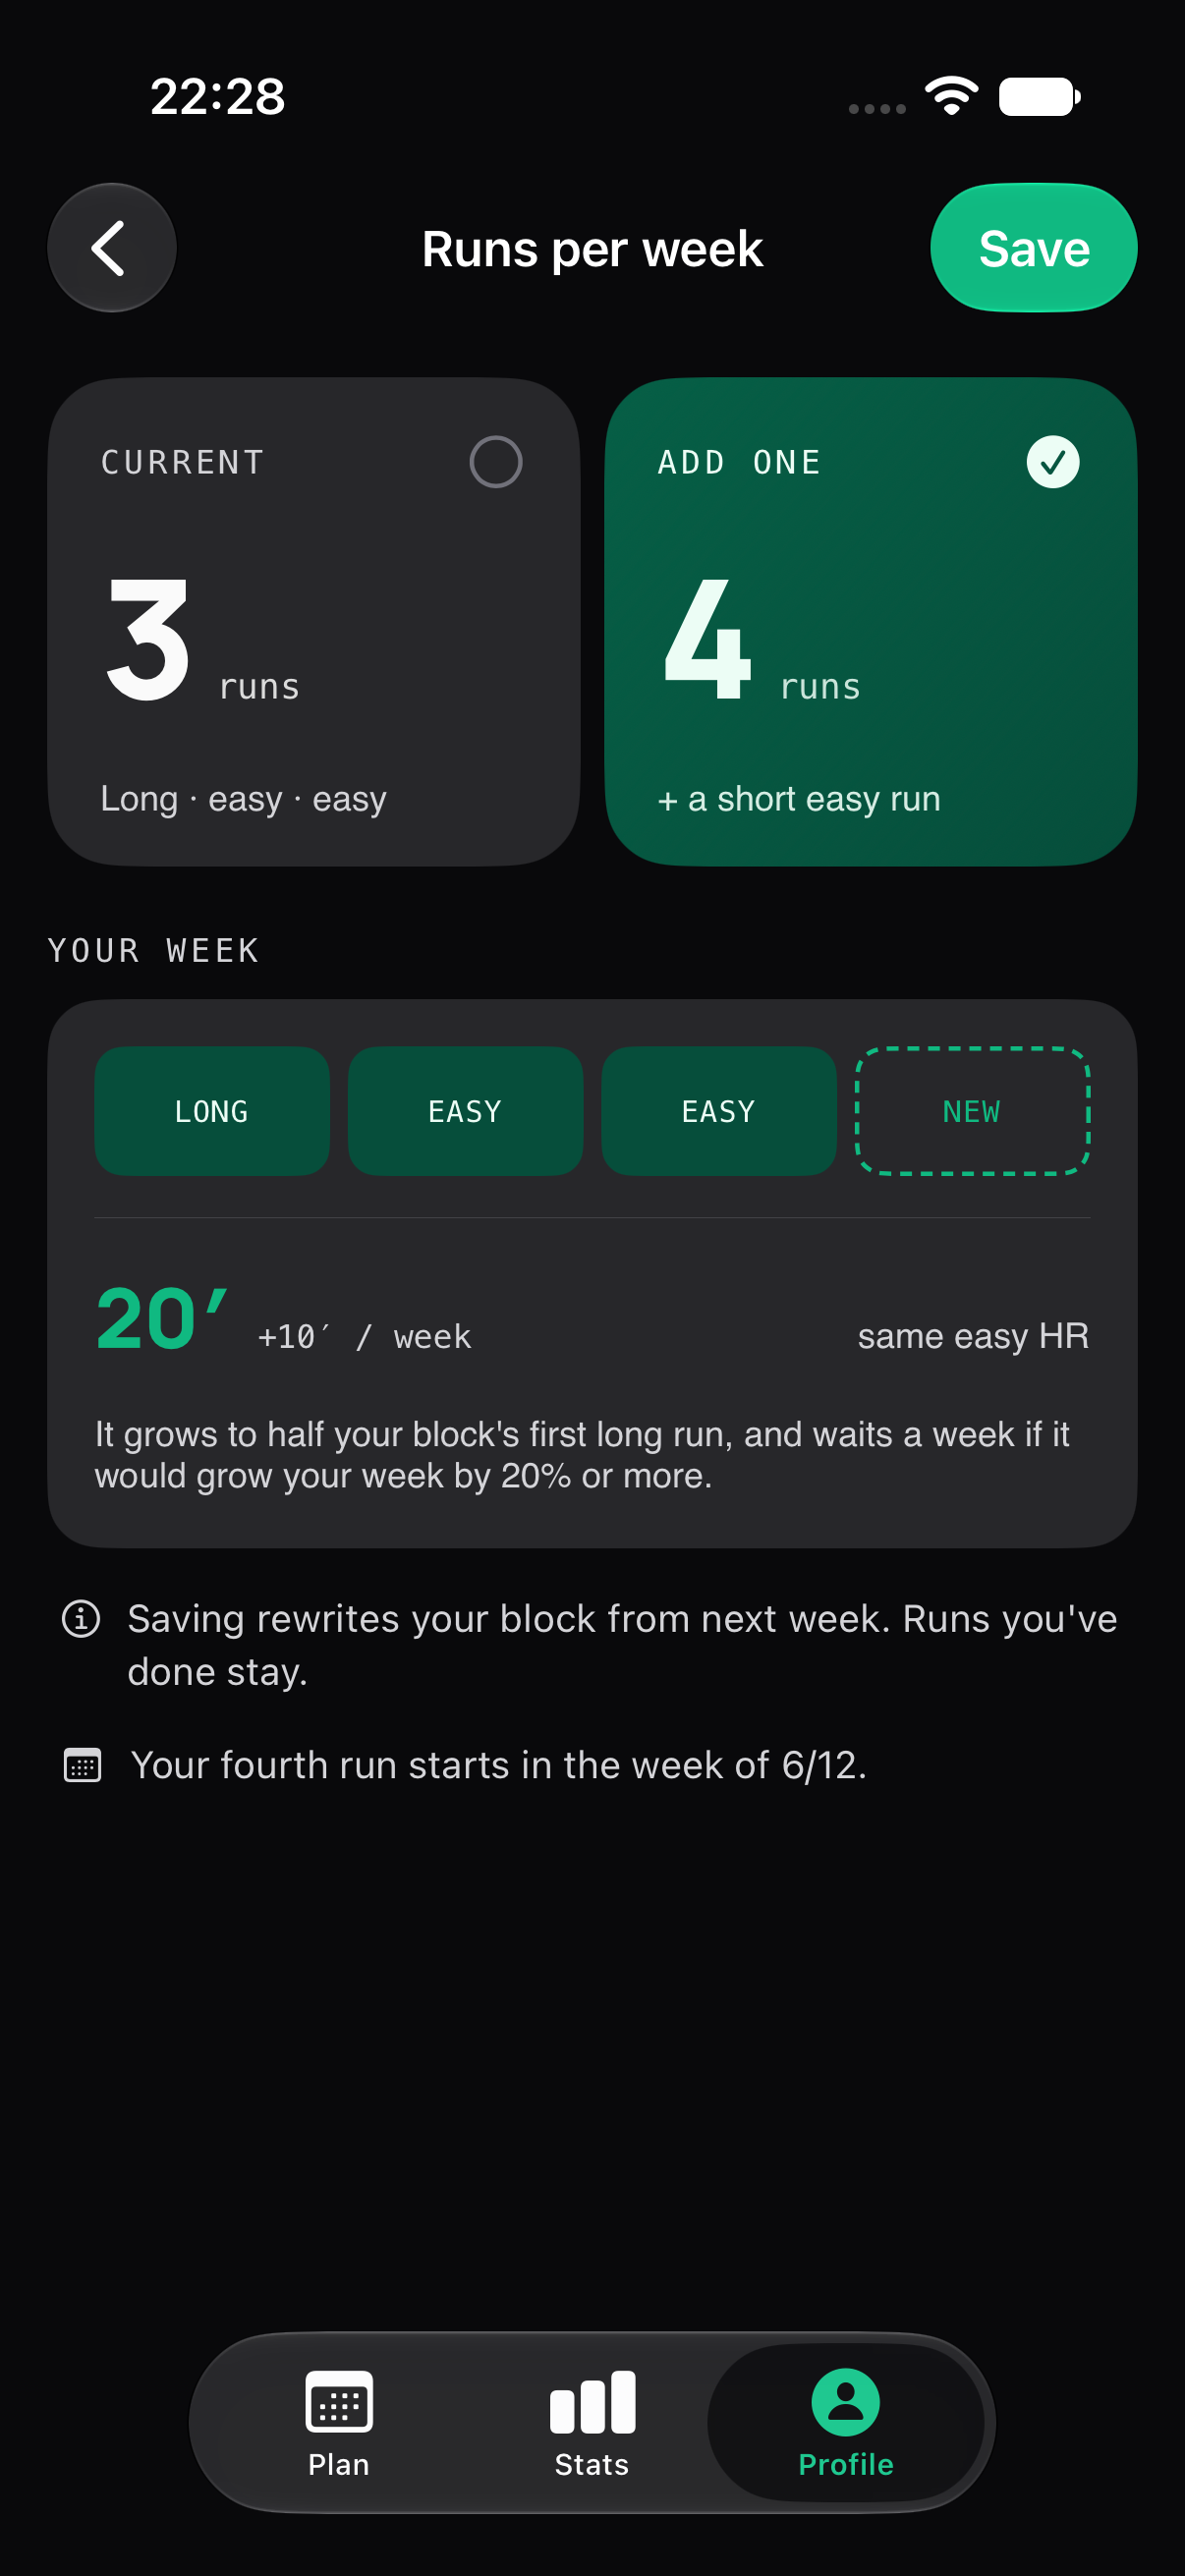 22:28
Runs per week
Save
CURRENT
3 runs
Long · easy · easy
ADD ONE
4 runs
+ a short easy run
YOUR WEEK
LONG
EASY
EASY
NEW
20′ +10′ / week
same easy HR
It grows to half your block's first long run, and waits a week if it
would grow your week by 20% or more.
Saving rewrites your block from next week. Runs you've
done stay.
Your fourth run starts in the week of 6/12.
Plan
Stats
Profile